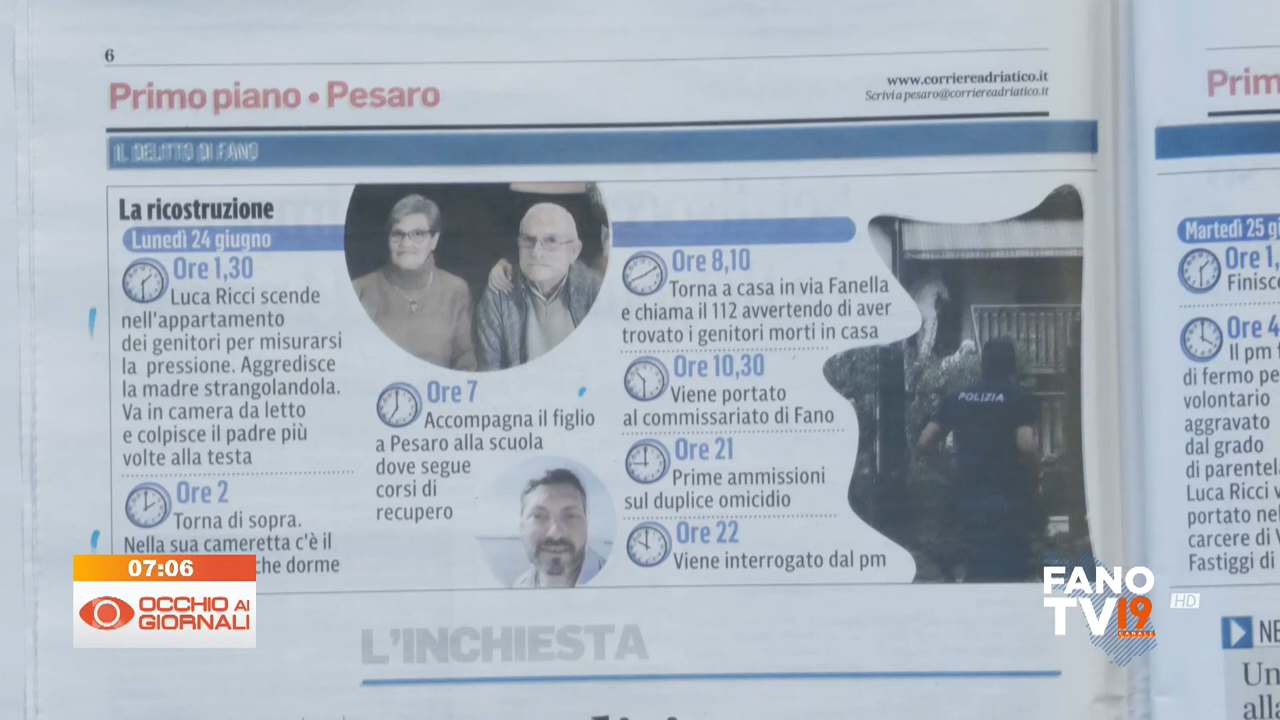 6
Primo piano • Pesaro
www.corriereadriatico.it
Scrivi a pesaro@corriereadriatico.it
Prim
IL DELITTO DI FANO
La ricostruzione
Lunedì 24 giugno
Ore 1,30
Luca Ricci scende
nell'appartamento
dei genitori per misurarsi
la pressione. Aggredisce
la madre strangolandola.
Va in camera da letto
e colpisce il padre più
volte alla testa
Ore 2
Torna di sopra.
Nella sua cameretta c'è il
che dorme
Ore 7
Accompagna il figlio
a Pesaro alla scuola
dove segue
corsi di
recupero
Ore 8,10
Torna a casa in via Fanella
e chiama il 112 avvertendo di aver
trovato i genitori morti in casa
Ore 10,30
Viene portato
al commissariato di Fano
Ore 21
Prime ammissioni
sul duplice omicidio
Ore 22
Viene interrogato dal pm
POLIZIA
Martedì 25 gi
Ore 1,
Finisc
Ore 4
Il pm f
di fermo pe
volontario
aggravato
dal grado
di parentela
Luca Ricci v
portato nel
carcere di V
Fastiggi di
L'INCHIESTA
NE
Un
alla
07:06
OCCHIO AI
GIORNALI
FANO
TV 19
CANALE
HD